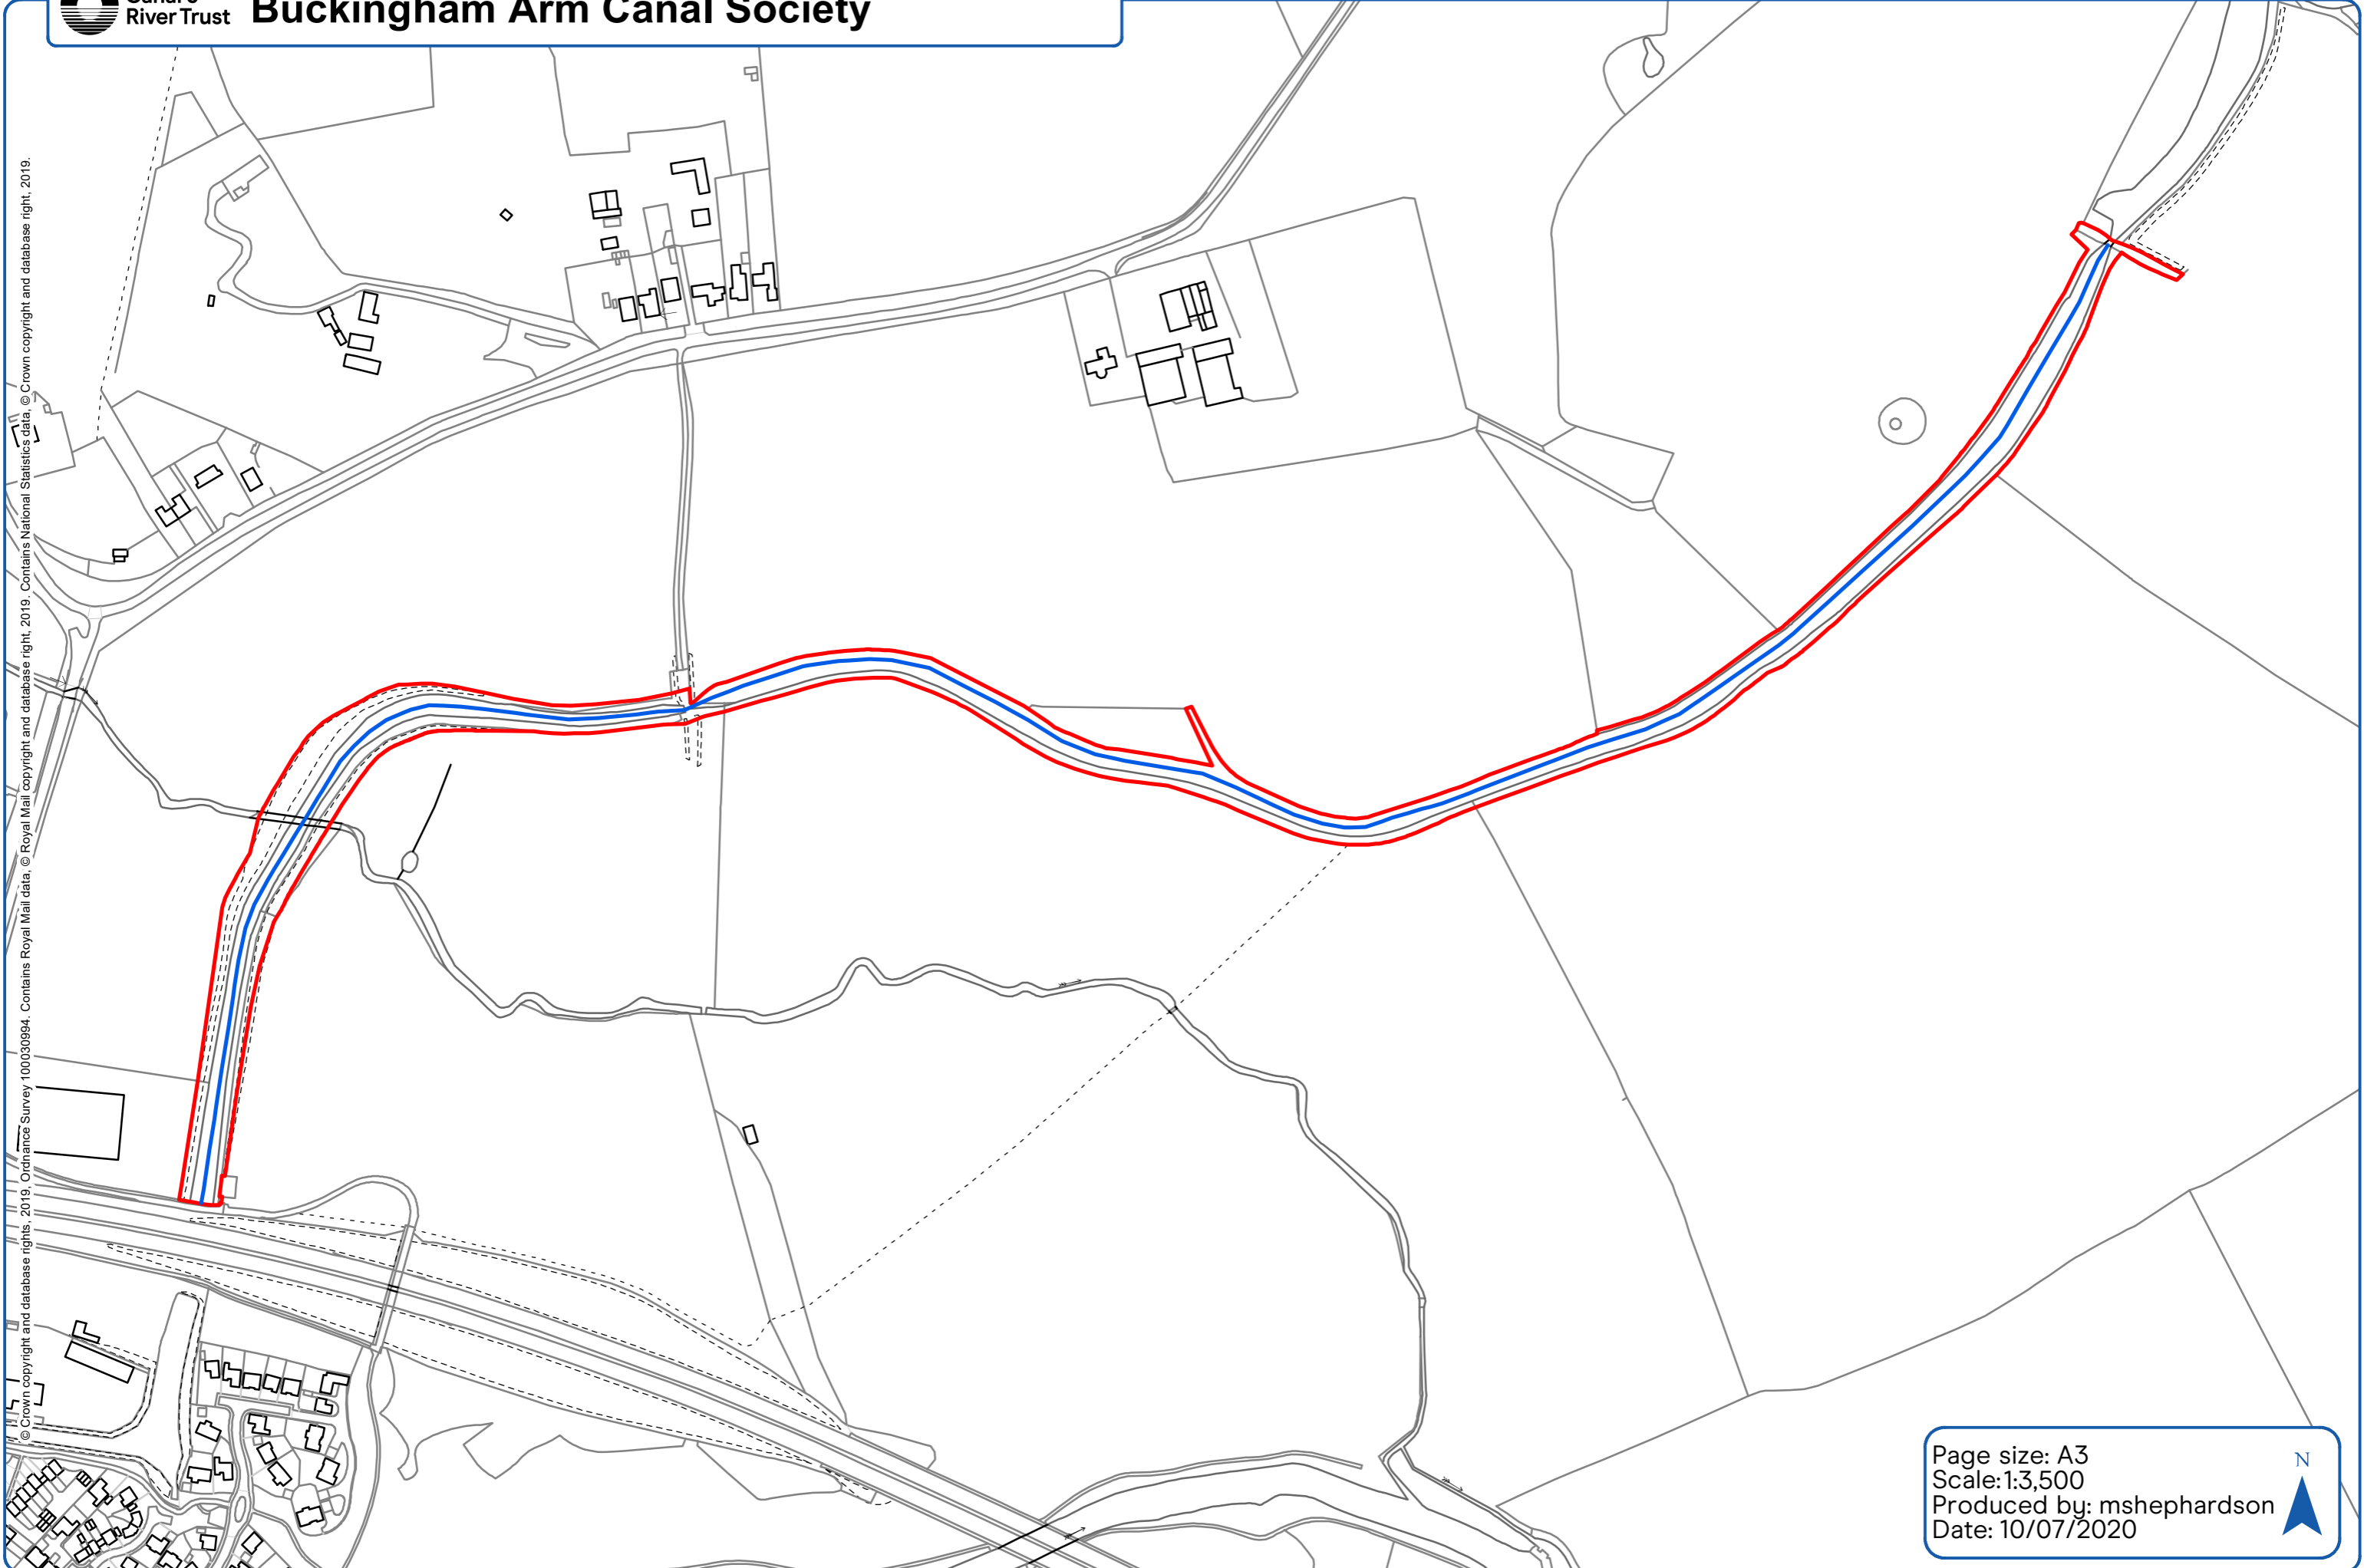 River Trust
Buckingham Arm Canal Society
© Crown copyright and database rights, 2019, Ordnance Survey 100030994. Contains Royal Mail data, © Royal Mail copyright and database right, 2019. Contains National Statistics data, © Crown copyright and database right, 2019.
Page size: A3
Scale:1:3,500
Produced by: mshephardson
Date: 10/07/2020
N